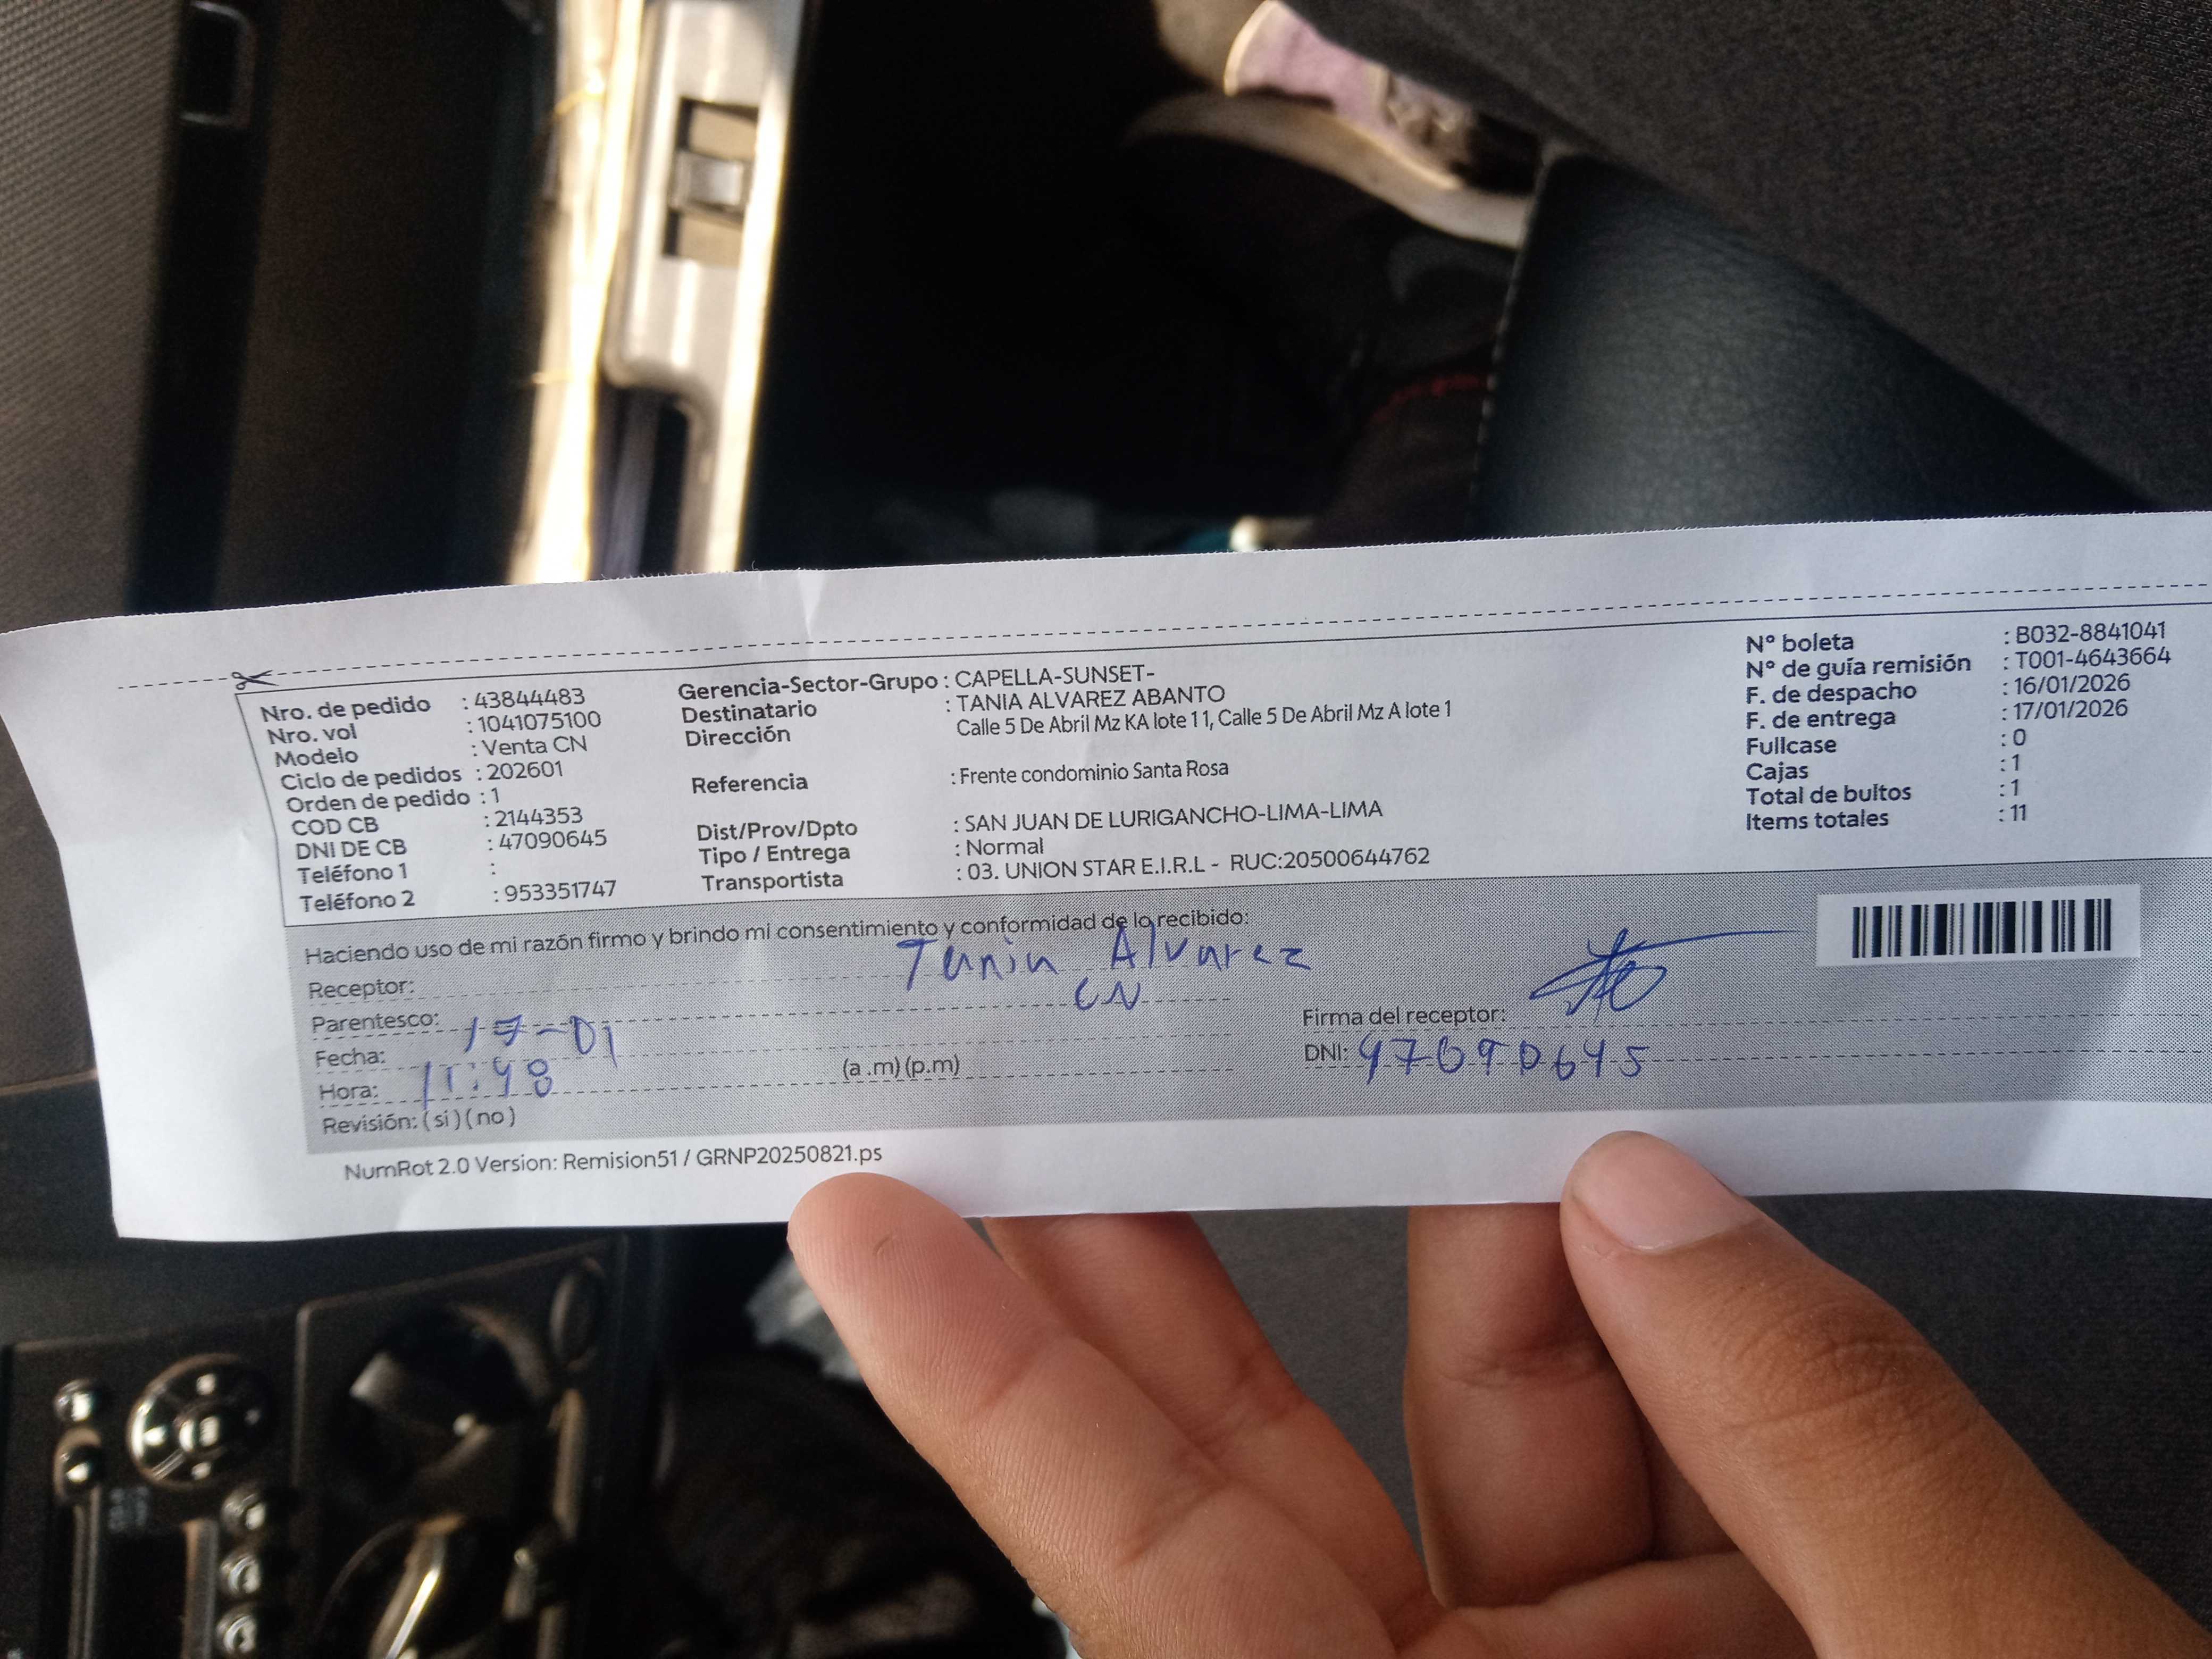 Nro. de pedido : 43844483
Nro. vol : 1041075100
Modelo : Venta CN
Ciclo de pedidos : 202601
Orden de pedido : 1
COD CB : 2144353
DNI DE CB : 47090645
Teléfono 1 :
Teléfono 2 : 953351747
Gerencia-Sector-Grupo : CAPELLA-SUNSET-
Destinatario : TANIA ALVAREZ ABANTO
Dirección Calle 5 De Abril Mz KA lote 11, Calle 5 De Abril Mz A lote 1
Referencia : Frente condominio Santa Rosa
Dist/Prov/Dpto : SAN JUAN DE LURIGANCHO-LIMA-LIMA
Tipo / Entrega : Normal
Transportista : 03. UNION STAR E.I.R.L - RUC:20500644762
N° boleta : B032-8841041
N° de guía remisión : T001-4643664
F. de despacho : 16/01/2026
F. de entrega : 17/01/2026
Fullcase : 0
Cajas : 1
Total de bultos : 1
Items totales : 11
Haciendo uso de mi razón firmo y brindo mi consentimiento y conformidad de lo recibido:
Receptor: Tania Alvarez
Parentesco: CN
Fecha: 17-01
Hora: 11:48 (a.m) (p.m)
Revisión: (si) (no)
Firma del receptor:
DNI: 47090645
NumRot 2.0 Version: Remision51 / GRNP20250821.ps